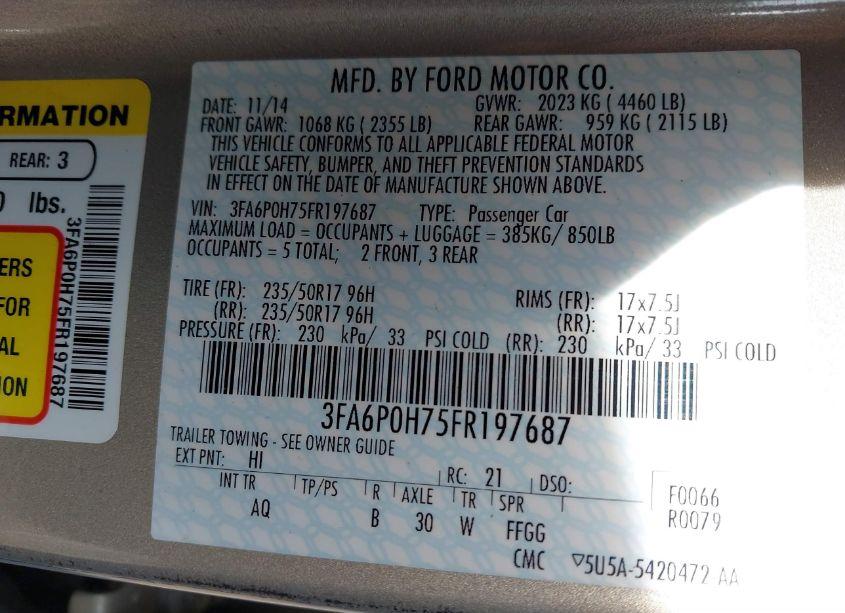 RMATION
REAR: 3
0 lbs.
3FA6P0H75FR197687
ERS
FOR
AL
ION
MFD. BY FORD MOTOR CO.
DATE: 11/14 GVWR: 2023 KG ( 4460 LB)
FRONT GAWR: 1068 KG ( 2355 LB) REAR GAWR: 959 KG ( 2115 LB)
THIS VEHICLE CONFORMS TO ALL APPLICABLE FEDERAL MOTOR
VEHICLE SAFETY, BUMPER, AND THEFT PREVENTION STANDARDS
IN EFFECT ON THE DATE OF MANUFACTURE SHOWN ABOVE.
VIN: 3FA6P0H75FR197687 TYPE: Passenger Car
MAXIMUM LOAD = OCCUPANTS + LUGGAGE = 385KG/ 850LB
OCCUPANTS = 5 TOTAL; 2 FRONT, 3 REAR
TIRE (FR): 235/50R17 96H RIMS (FR): 17x7.5J
(RR): 235/50R17 96H (RR): 17x7.5J
PRESSURE (FR): 230 kPa/ 33 PSI COLD (RR): 230 kPa/ 33 PSI COLD
3FA6P0H75FR197687
TRAILER TOWING - SEE OWNER GUIDE
EXT PNT: HI RC: 21 DSO:
INT TR TP/PS R AXLE TR SPR F0066
AQ B 30 W FFGG R0079
CMC 5U5A-5420472 AA